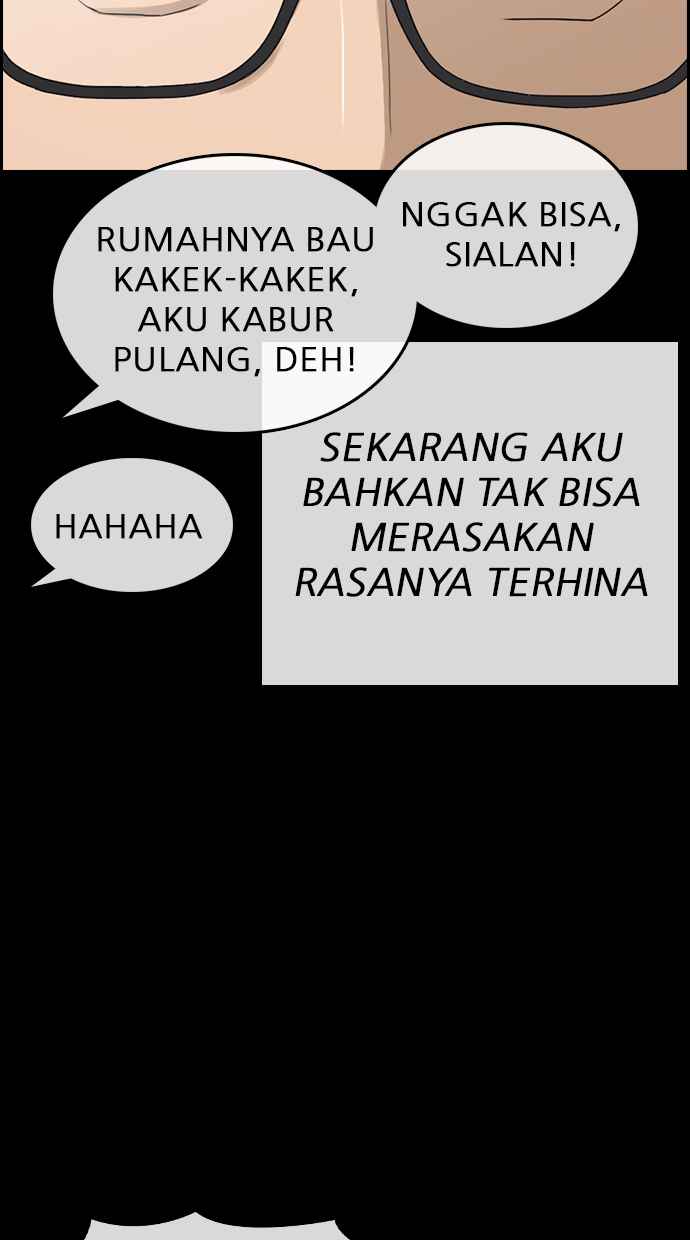 NGGAK BISA,
SIALAN!
RUMAHNYA BAU
KAKEK-KAKEK,
AKU KABUR
PULANG, DEH!
SEKARANG AKU
BAHKAN TAK BISA
MERASAKAN
RASANYA TERHINA
HAHAHA